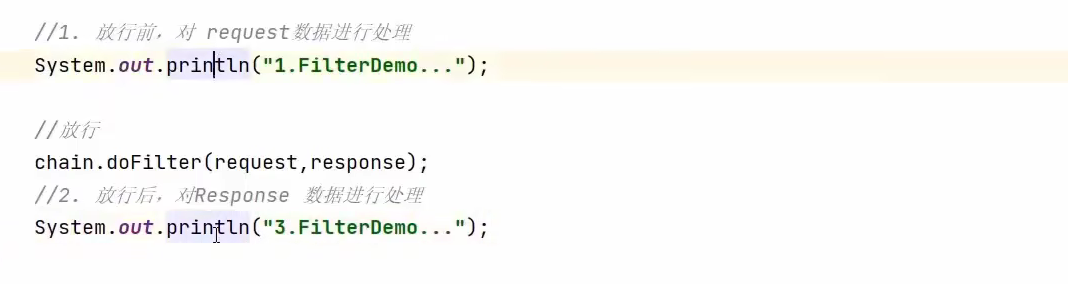 //1. 放行前，对 request数据进行处理
System.out.println("1.FilterDemo...");
//放行
chain.doFilter(request,response);
//2. 放行后，对Response 数据进行处理
System.out.println("3.FilterDemo...");